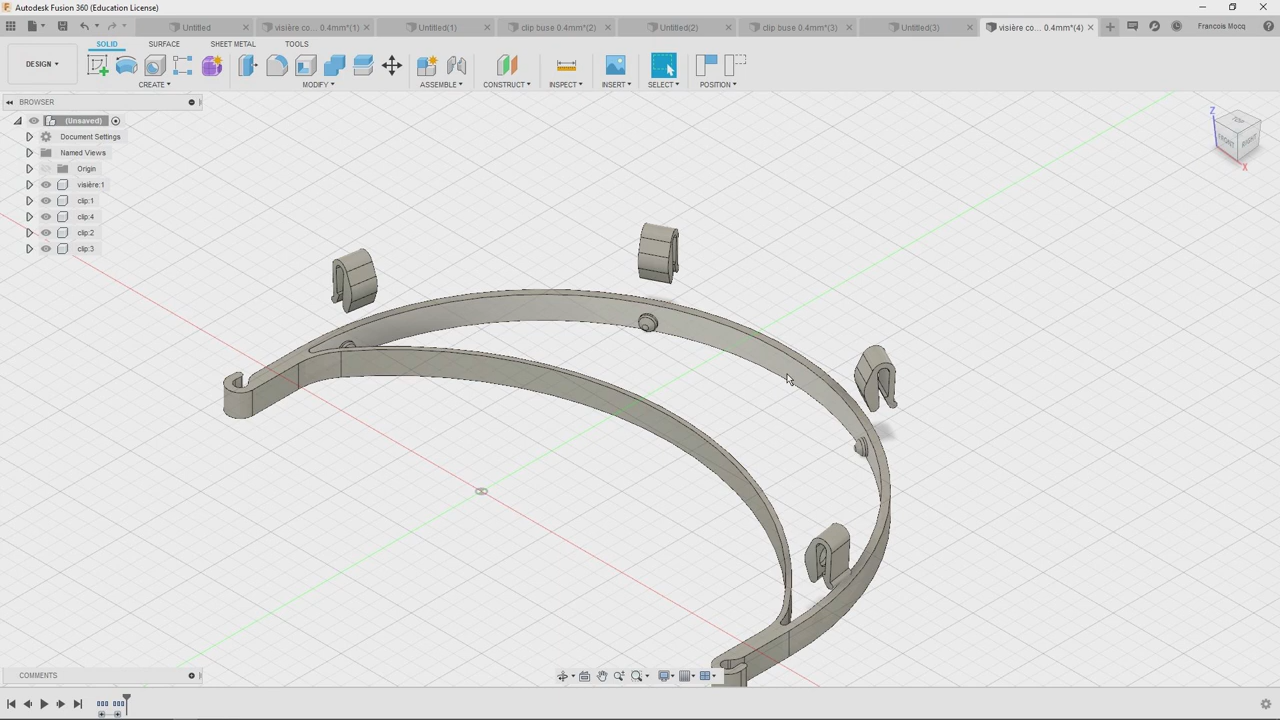 Autodesk Fusion 360 (Education License)
Untitled
visière co... 0.4mm*(1)
Untitled(1)
clip buse 0.4mm*(2)
Untitled(2)
clip buse 0.4mm*(3)
Untitled(3)
visière co... 0.4mm*(4)
Francois Mocq
SOLID
SURFACE
SHEET METAL
TOOLS
DESIGN
CREATE
MODIFY
ASSEMBLE
CONSTRUCT
INSPECT
INSERT
SELECT
POSITION
BROWSER
(Unsaved)
Document Settings
Named Views
Origin
visière:1
clip:1
clip:4
clip:2
clip:3
Z
TOP
FRONT
RIGHT
X
COMMENTS